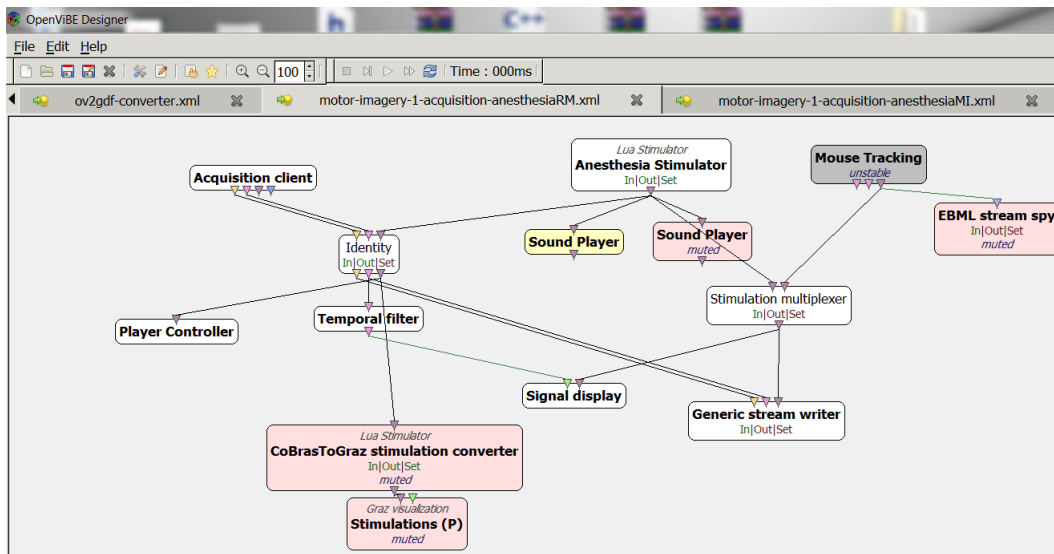 OpenViBE Designer
h
C++
File Edit Help
100
Time : 000ms
ov2gdf-converter.xml
motor-imagery-1-acquisition-anesthesiaRM.xml
motor-imagery-1-acquisition-anesthesiaMI.xml
Acquisition client
Lua Stimulator
Anesthesia Stimulator
In|Out|Set
Mouse Tracking
unstable
EBML stream spy
In|Out|Set
muted
Identity
In|Out|Set
Sound Player
Sound Player
muted
Stimulation multiplexer
In|Out|Set
Player Controller
Temporal filter
Signal display
Generic stream writer
In|Out|Set
Lua Stimulator
CoBrasToGraz stimulation converter
In|Out|Set
muted
Graz visualization
Stimulations (P)
muted